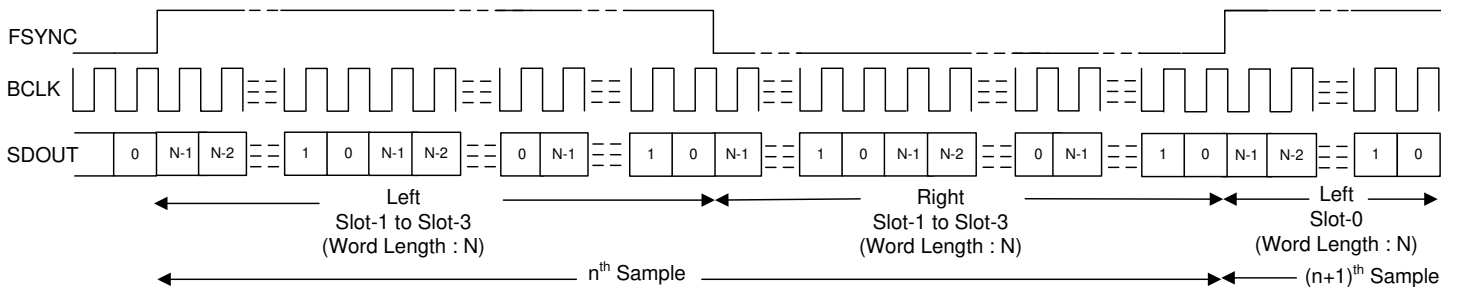 FSYNC
BCLK
SDOUT 0 N-1 N-2 1 0 N-1 N-2 0 N-1 1 0 N-1 1 0 N-1 N-2 0 N-1 1 0 N-1 N-2 1 0
Left Right Left
Slot-1 to Slot-3 Slot-1 to Slot-3 Slot-0
(Word Length : N) (Word Length : N) (Word Length : N)
nth Sample (n+1)th Sample